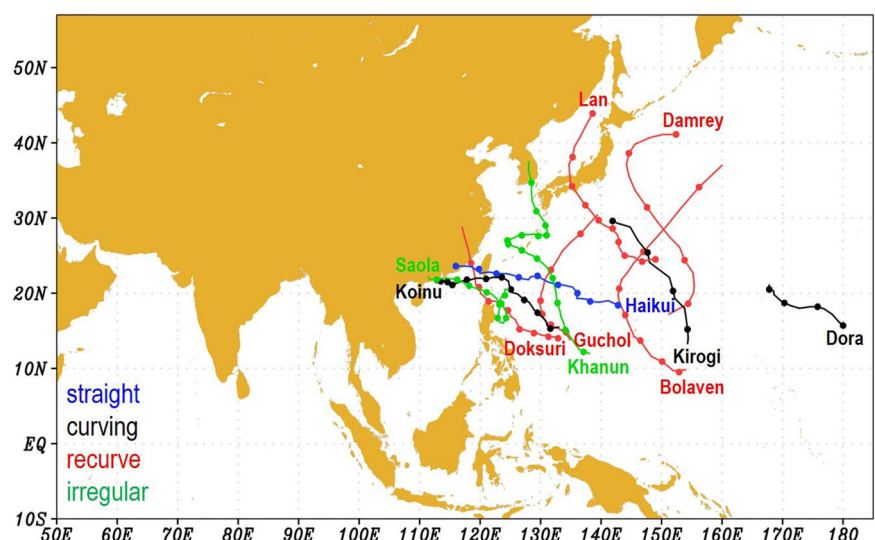 50N
40N
30N
20N
10N
EQ
10S
Lan
Damrey
Saola
Koinu
Haikui
Doksuri
Guchol
Khanun
Kirogi
Dora
Bolaven
straight
curving
recurve
irregular
50E 60E 70E 80E 90E 100E 110E 120E 130E 140E 150E 160E 170E 180